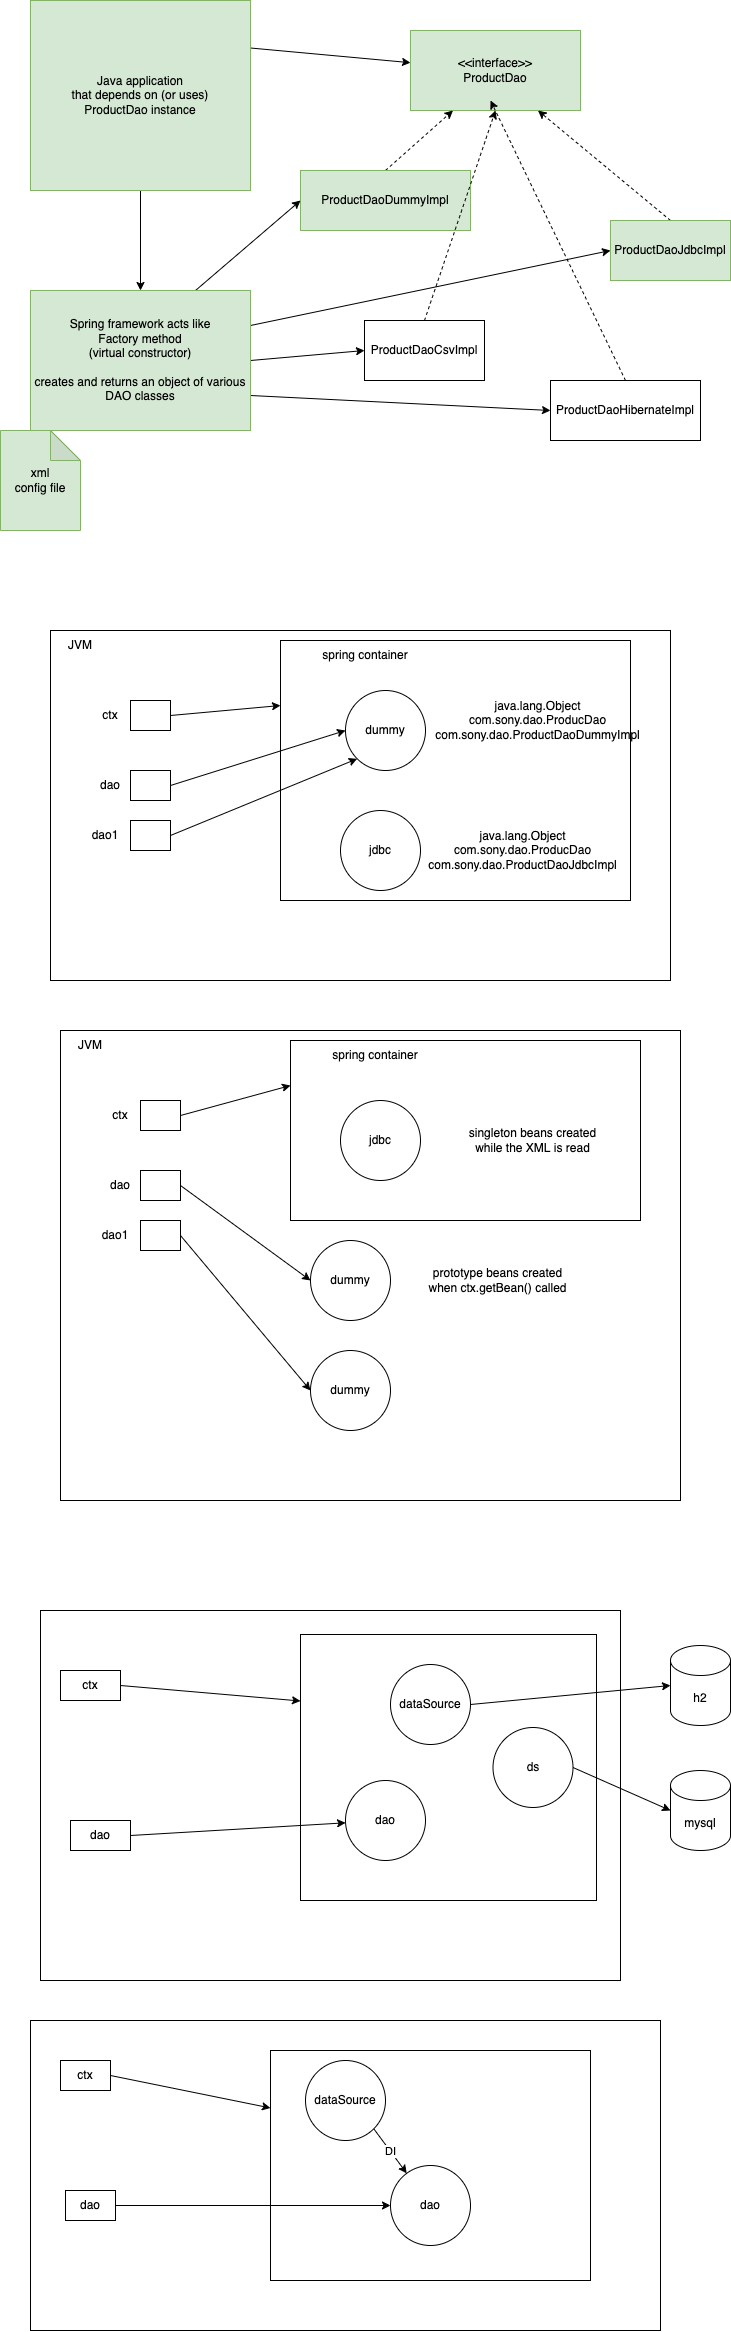 Java application
that depends on (or uses)
ProductDao instance
<<interface>>
ProductDao
ProductDaoDummyImpl
ProductDaoJdbcImpl
Spring framework acts like
Factory method
(virtual constructor)
creates and returns an object of various
DAO classes
ProductDaoCsvImpl
ProductDaoHibernateImpl
xml
config file
JVM
spring container
ctx
dao
dao1
dummy
java.lang.Object
com.sony.dao.ProducDao
com.sony.dao.ProductDaoDummyImpl
jdbc
java.lang.Object
com.sony.dao.ProducDao
com.sony.dao.ProductDaoJdbcImpl
JVM
spring container
ctx
dao
dao1
jdbc
singleton beans created
while the XML is read
dummy
prototype beans created
when ctx.getBean() called
dummy
ctx
dataSource
h2
ds
mysql
dao
dao
ctx
dataSource
DI
dao
dao